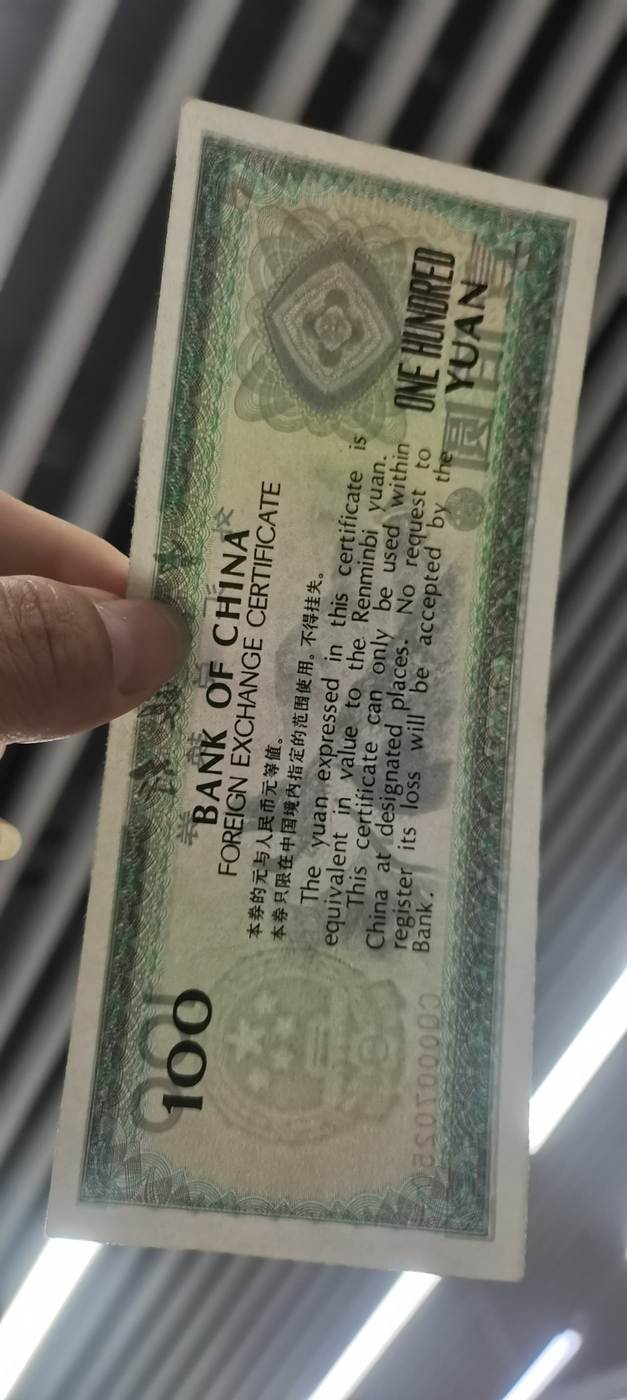 BANK OF CHINA
FOREIGN EXCHANGE CERTIFICATE
本券的元与人民币元等值。
本券只限在中国境内指定的范围使用。不得挂失。
The yuan expressed in this certificate is
equivalent in value to the Renminbi yuan.
This certificate can only be used within
China at designated places. No request to
register its loss will be accepted by the
Bank.
100
ONE HUNDRED
YUAN